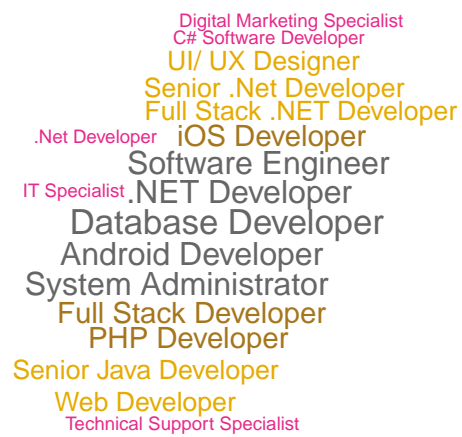 Digital Marketing Specialist
C# Software Developer
UI/ UX Designer
Senior .Net Developer
Full Stack .NET Developer
.Net Developer
iOS Developer
Software Engineer
IT Specialist
.NET Developer
Database Developer
Android Developer
System Administrator
Full Stack Developer
PHP Developer
Senior Java Developer
Web Developer
Technical Support Specialist